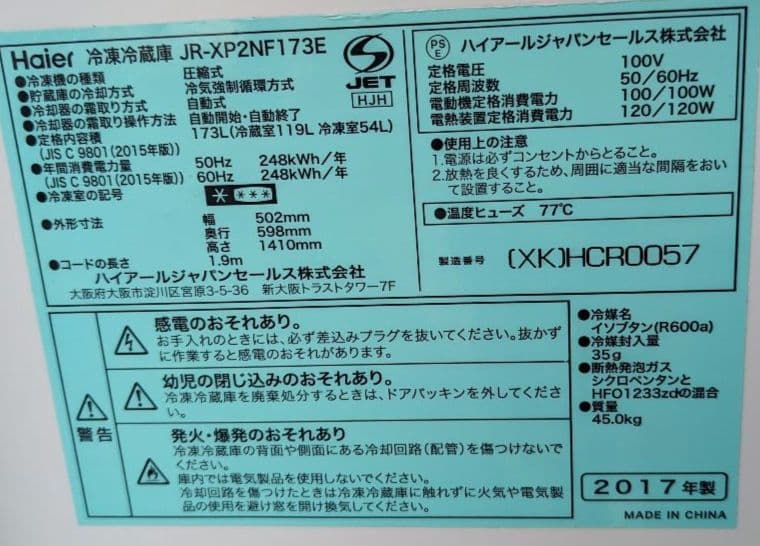 Haier 冷凍冷蔵庫 JR-XP2NF173E
●冷凍機の種類 圧縮式
●貯蔵庫の冷却方式 冷気強制循環方式
●冷却器の霜取り方式 自動式
●冷却器の霜取り操作方法 自動開始・自動終了
●定格内容積 173L(冷蔵室119L 冷凍室54L)
(JIS C 9801(2015年版))
●年間消費電力量 50Hz 248kWh/年
(JIS C 9801(2015年版)) 60Hz 248kWh/年
●冷凍室の記号
●外形寸法 幅 502mm
奥行 598mm
高さ 1410mm
●コードの長さ 1.9m
ハイアールジャパンセールス株式会社
大阪府大阪市淀川区宮原3-5-36 新大阪トラストタワー7F
S
JET
HJH
PS
E
ハイアールジャパンセールス株式会社
定格電圧 100V
定格周波数 50/60Hz
電動機定格消費電力 100/100W
電熱装置定格消費電力 120/120W
●使用上の注意
1.電源は必ずコンセントからとること。
2.放熱を良くするため、周囲に適当な間隔をおい
て設置すること。
●温度ヒューズ 77℃
製造番号 (XK)HCR0057
警告
感電のおそれあり。
お手入れのときには、必ず差込みプラグを抜いてください。抜かず
に作業すると感電のおそれがあります。
幼児の閉じ込みのおそれあり。
冷凍冷蔵庫を廃棄処分するときは、ドアパッキンを外してくださ
い。
発火・爆発のおそれあり
冷凍冷蔵庫の背面や側面にある冷却回路(配管)を傷つけないで
ください。
庫内では電気製品を使用しないでください。
冷却回路を傷つけたときは冷凍冷蔵庫に触れずに火気や電気製
品の使用を避け窓を開け換気してください。
●冷媒名
イソブタン(R600a)
●冷媒封入量
35g
●断熱発泡ガス
シクロペンタンと
HFO1233zdの混合
●質量
45.0kg
2017年製
MADE IN CHINA